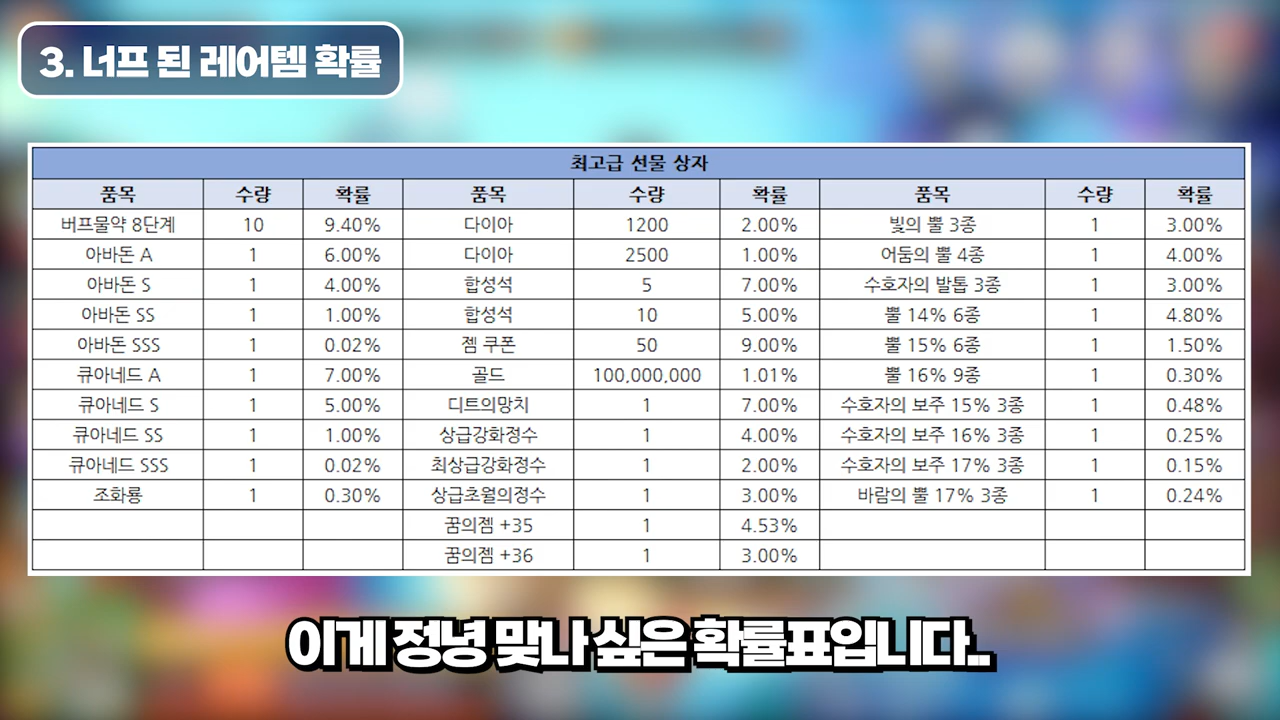 3. 너프 된 레어템 확률
최고급 선물 상자
품목 수량 확률 품목 수량 확률 품목 수량 확률
버프물약 8단계 10 9.40% 다이아 1200 2.00% 빛의 뿔 3종 1 3.00%
아바돈 A 1 6.00% 다이아 2500 1.00% 어둠의 뿔 4종 1 4.00%
아바돈 S 1 4.00% 합성석 5 7.00% 수호자의 발톱 3종 1 3.00%
아바돈 SS 1 1.00% 합성석 10 5.00% 뿔 14% 6종 1 4.80%
아바돈 SSS 1 0.02% 젬 쿠폰 50 9.00% 뿔 15% 6종 1 1.50%
큐아네드 A 1 7.00% 골드 100,000,000 1.01% 뿔 16% 9종 1 0.30%
큐아네드 S 1 5.00% 디트의망치 1 7.00% 수호자의 보주 15% 3종 1 0.48%
큐아네드 SS 1 1.00% 상급강화정수 1 4.00% 수호자의 보주 16% 3종 1 0.25%
큐아네드 SSS 1 0.02% 최상급강화정수 1 2.00% 수호자의 보주 17% 3종 1 0.15%
조화룡 1 0.30% 상급초월의정수 1 3.00% 바람의 뿔 17% 3종 1 0.24%
꿈의젬 +35 1 4.53%
꿈의젬 +36 1 3.00%
이게 정녕 맞나 싶은 확률표입니다..